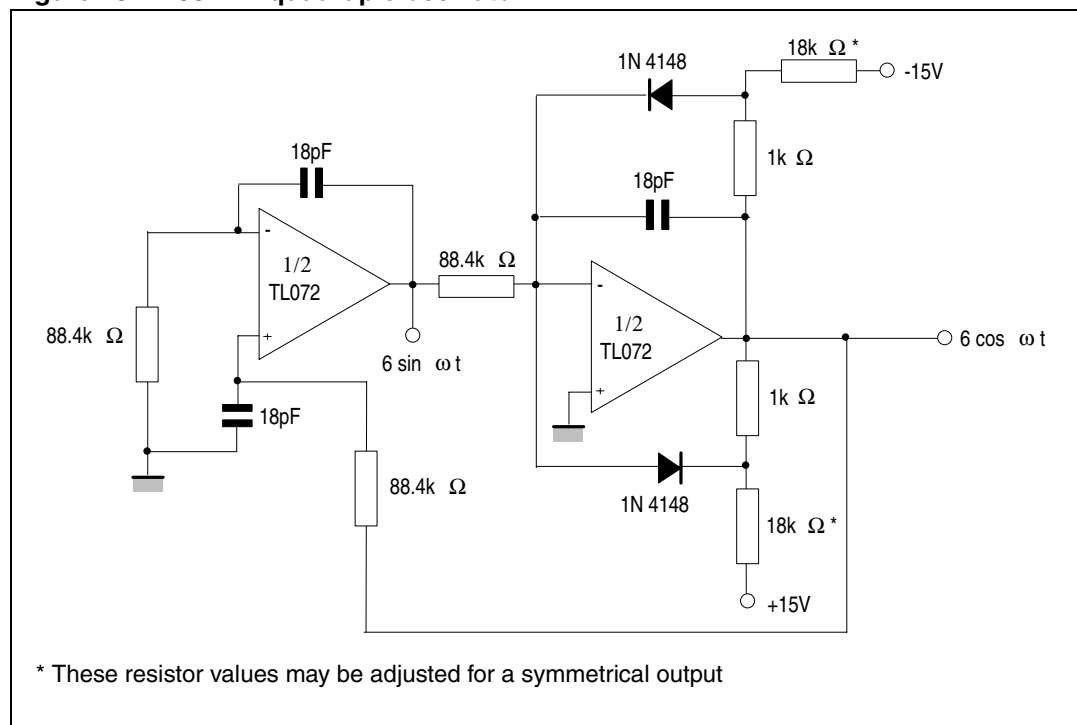 18k Ω *
1N 4148
-15V
1k Ω
18pF
18pF
88.4k Ω
1/2
TL072
88.4k Ω
1/2
TL072
6 sin ω t
6 cos ω t
18pF
1k Ω
88.4k Ω
1N 4148
18k Ω *
+15V
* These resistor values may be adjusted for a symmetrical output